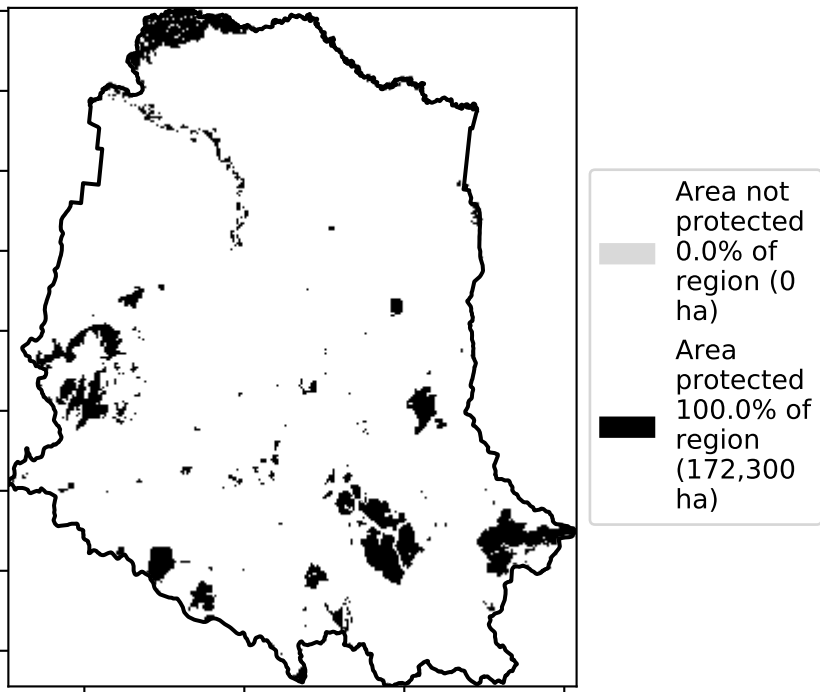 Area not
protected
0.0% of
region (0
ha)
Area
protected
100.0% of
region
(172,300
ha)